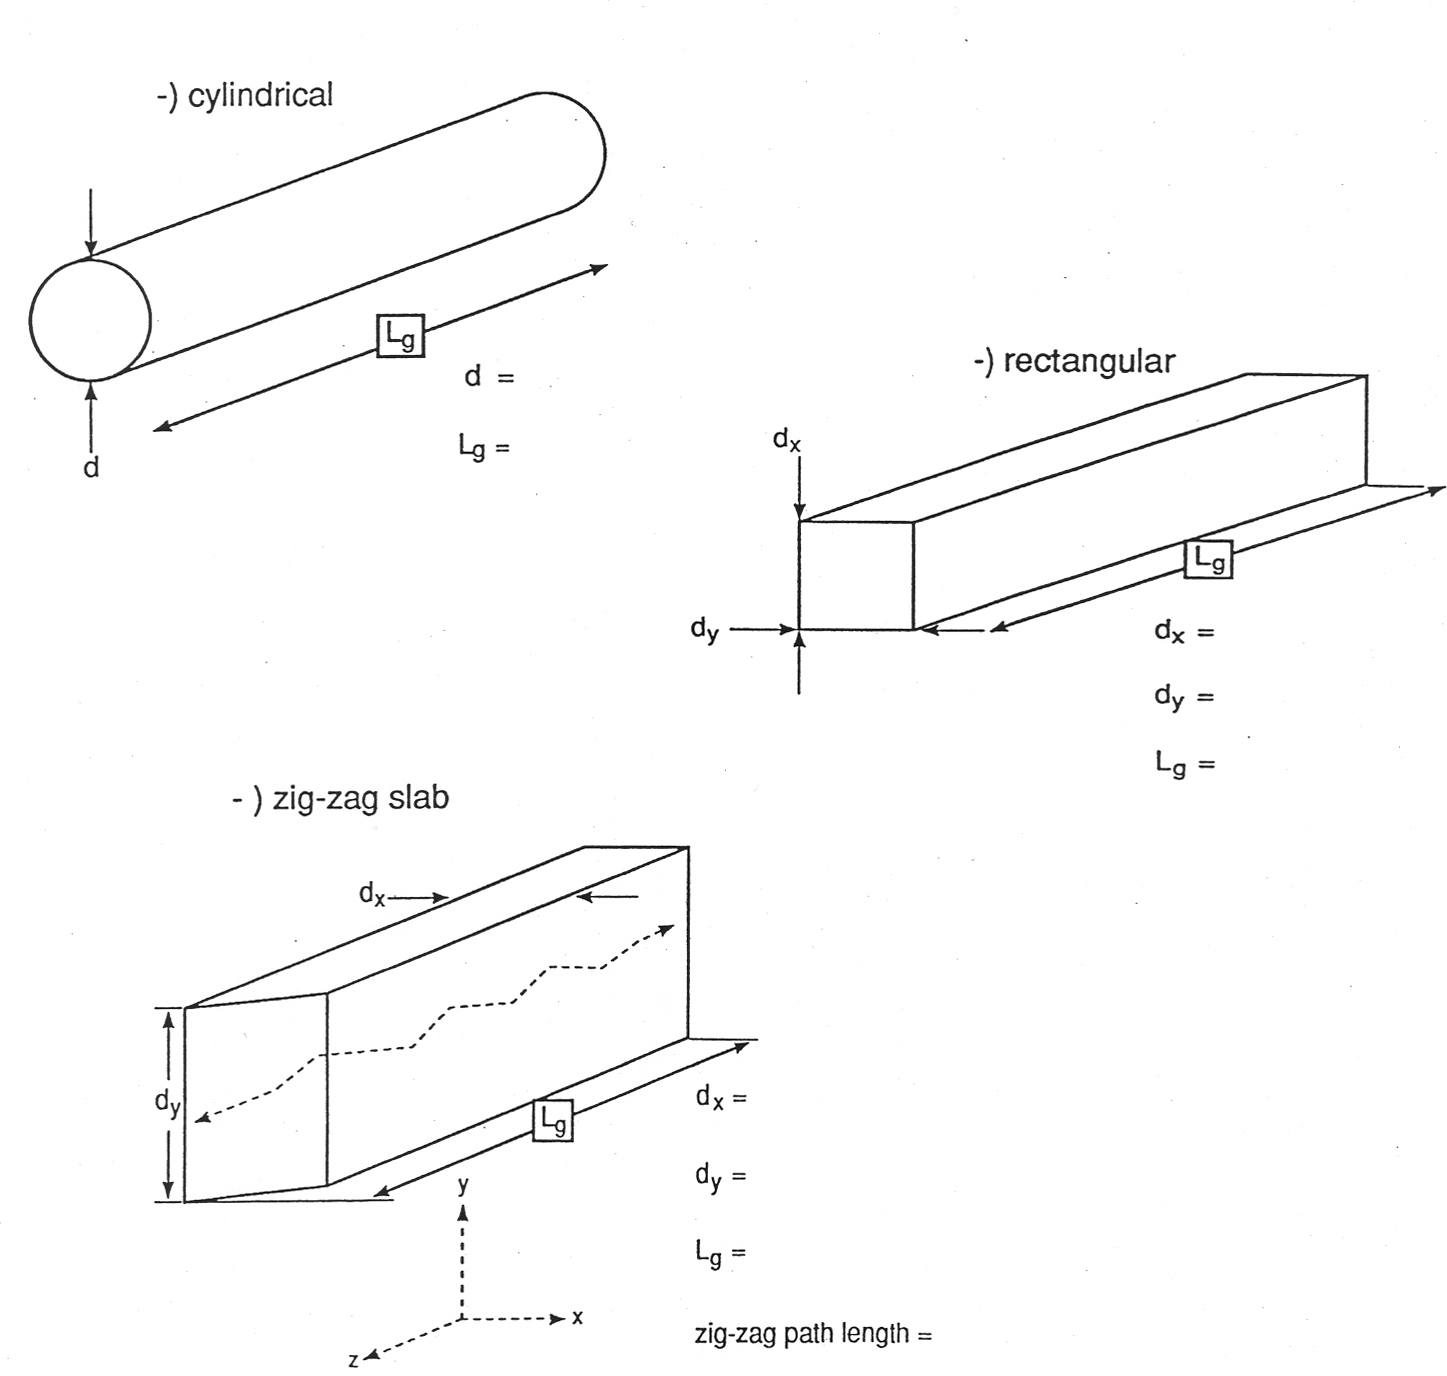 -) cylindrical
Lg
d =
Lg =
d
-) rectangular
dx
Lg
dy
dx =
dy =
Lg =
- ) zig-zag slab
dx
dy
Lg
dx =
dy =
Lg =
y
x
z
zig-zag path length =